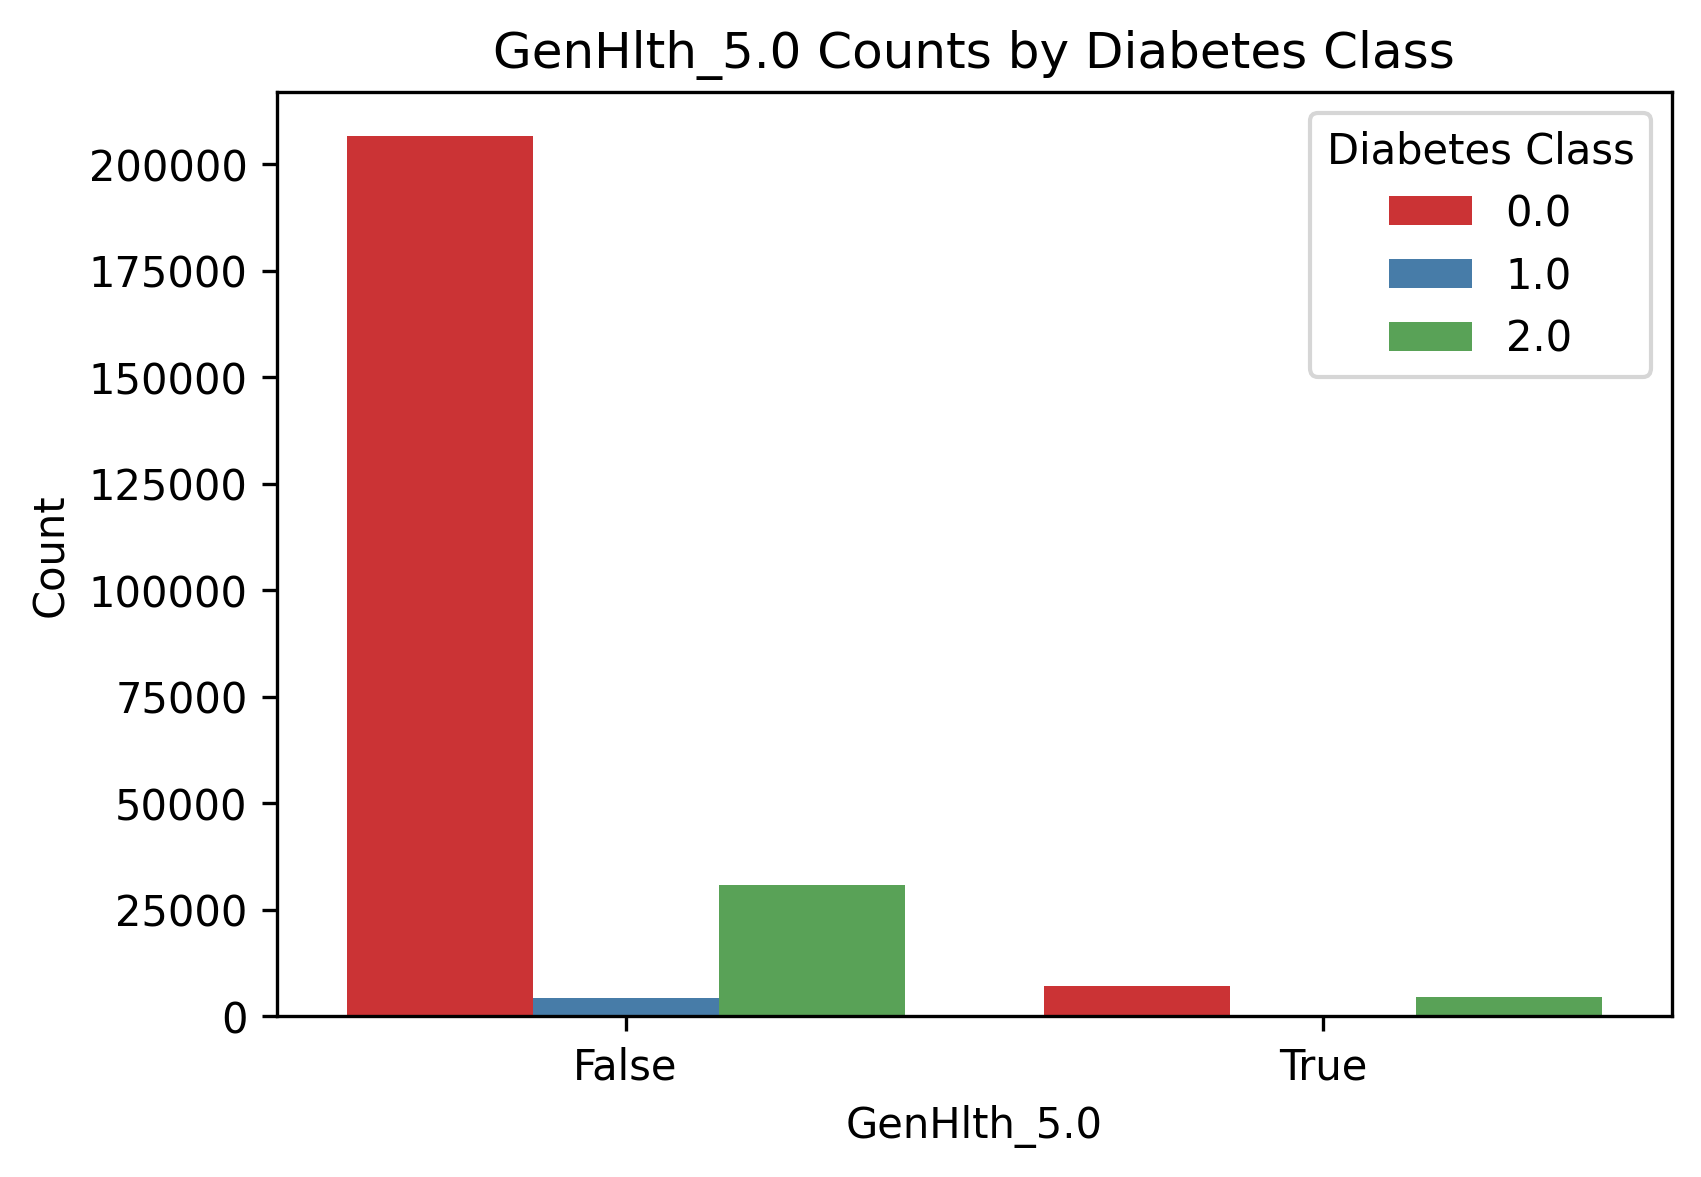 GenHlth_5.0 Counts by Diabetes Class
Diabetes Class
0.0
1.0
2.0
Count
200000
175000
150000
125000
100000
75000
50000
25000
0
False
True
GenHlth_5.0